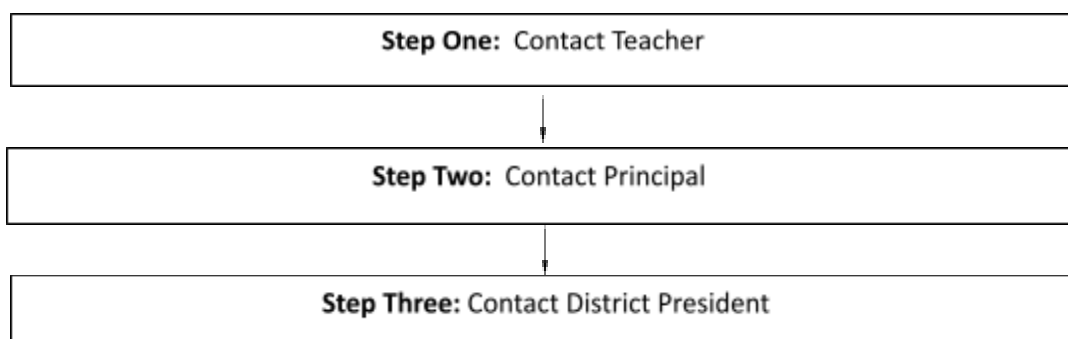 Step One: Contact Teacher
Step Two: Contact Principal
Step Three: Contact District President